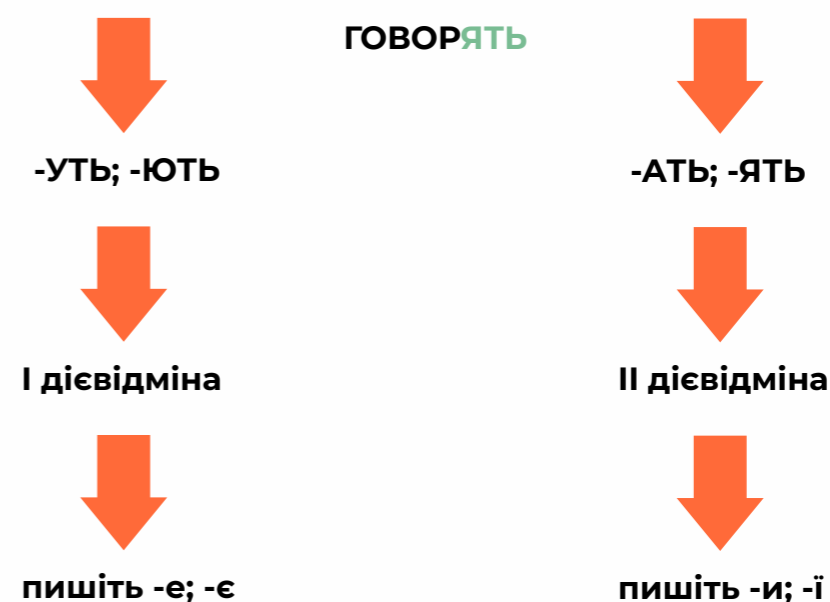 ГОВОРЯТЬ
-УТЬ; -ЮТЬ
-АТЬ; -ЯТЬ
І дієвідміна
ІІ дієвідміна
пишіть -е; -є
пишіть -и; -ї